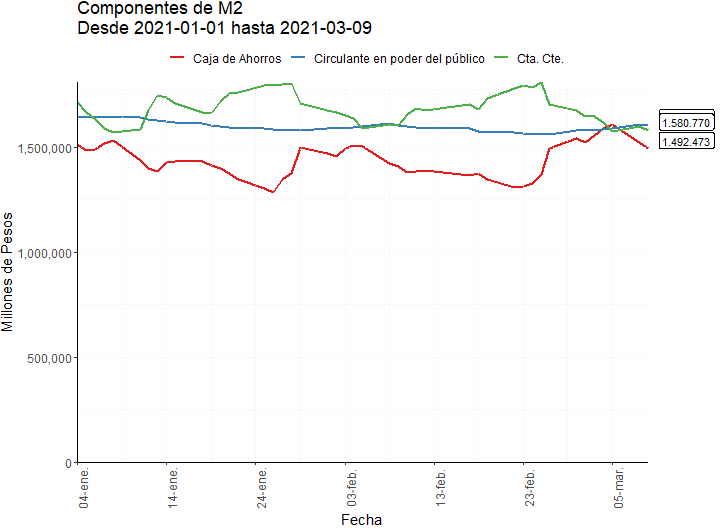 Componentes de M2
Desde 2021-01-01 hasta 2021-03-09
Caja de Ahorros
Circulante en poder del público
Cta. Cte.
1.580.770
1.492.473
1,500,000
1,000,000
500,000
0
Millones de Pesos
04-ene.
14-ene.
24-ene.
03-feb.
13-feb.
23-feb.
05-mar.
Fecha